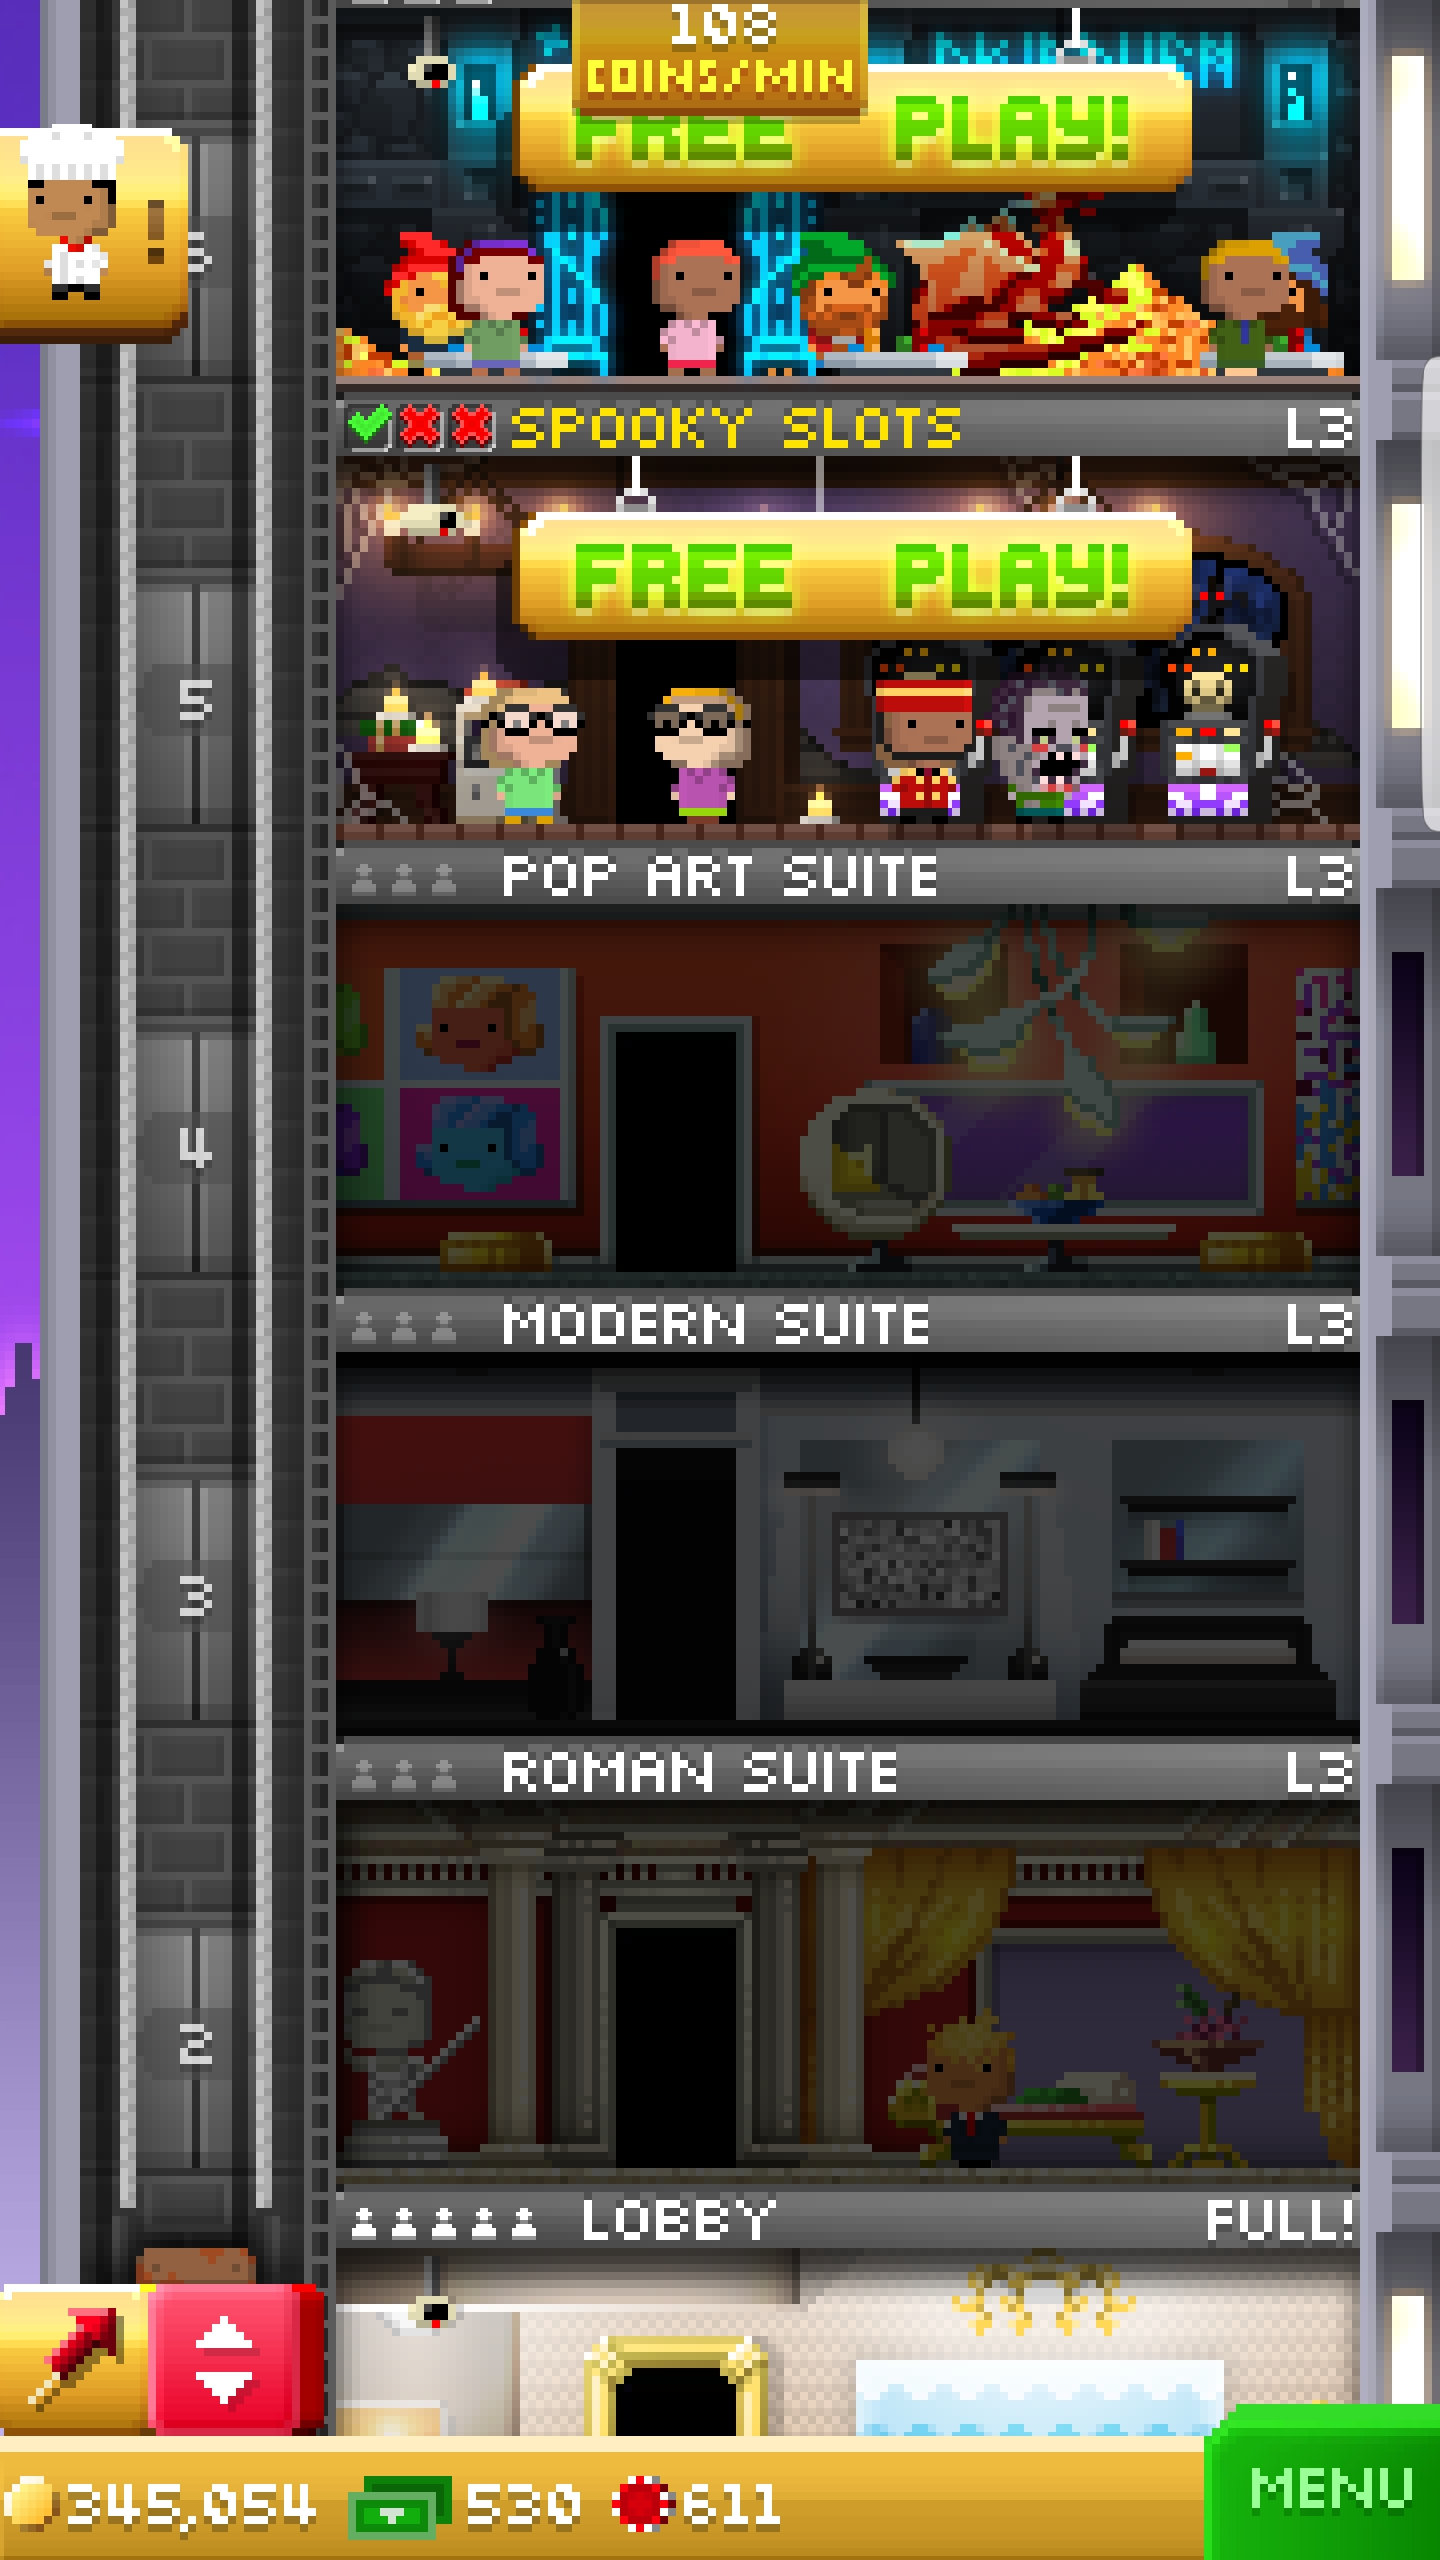 108
COINS/MIN
FREE PLAY!
!
SPOOKY SLOTS L3
FREE PLAY!
5
POP ART SUITE L3
4
MODERN SUITE L3
3
ROMAN SUITE L3
2
LOBBY FULL!
345,054 530 611
MENU